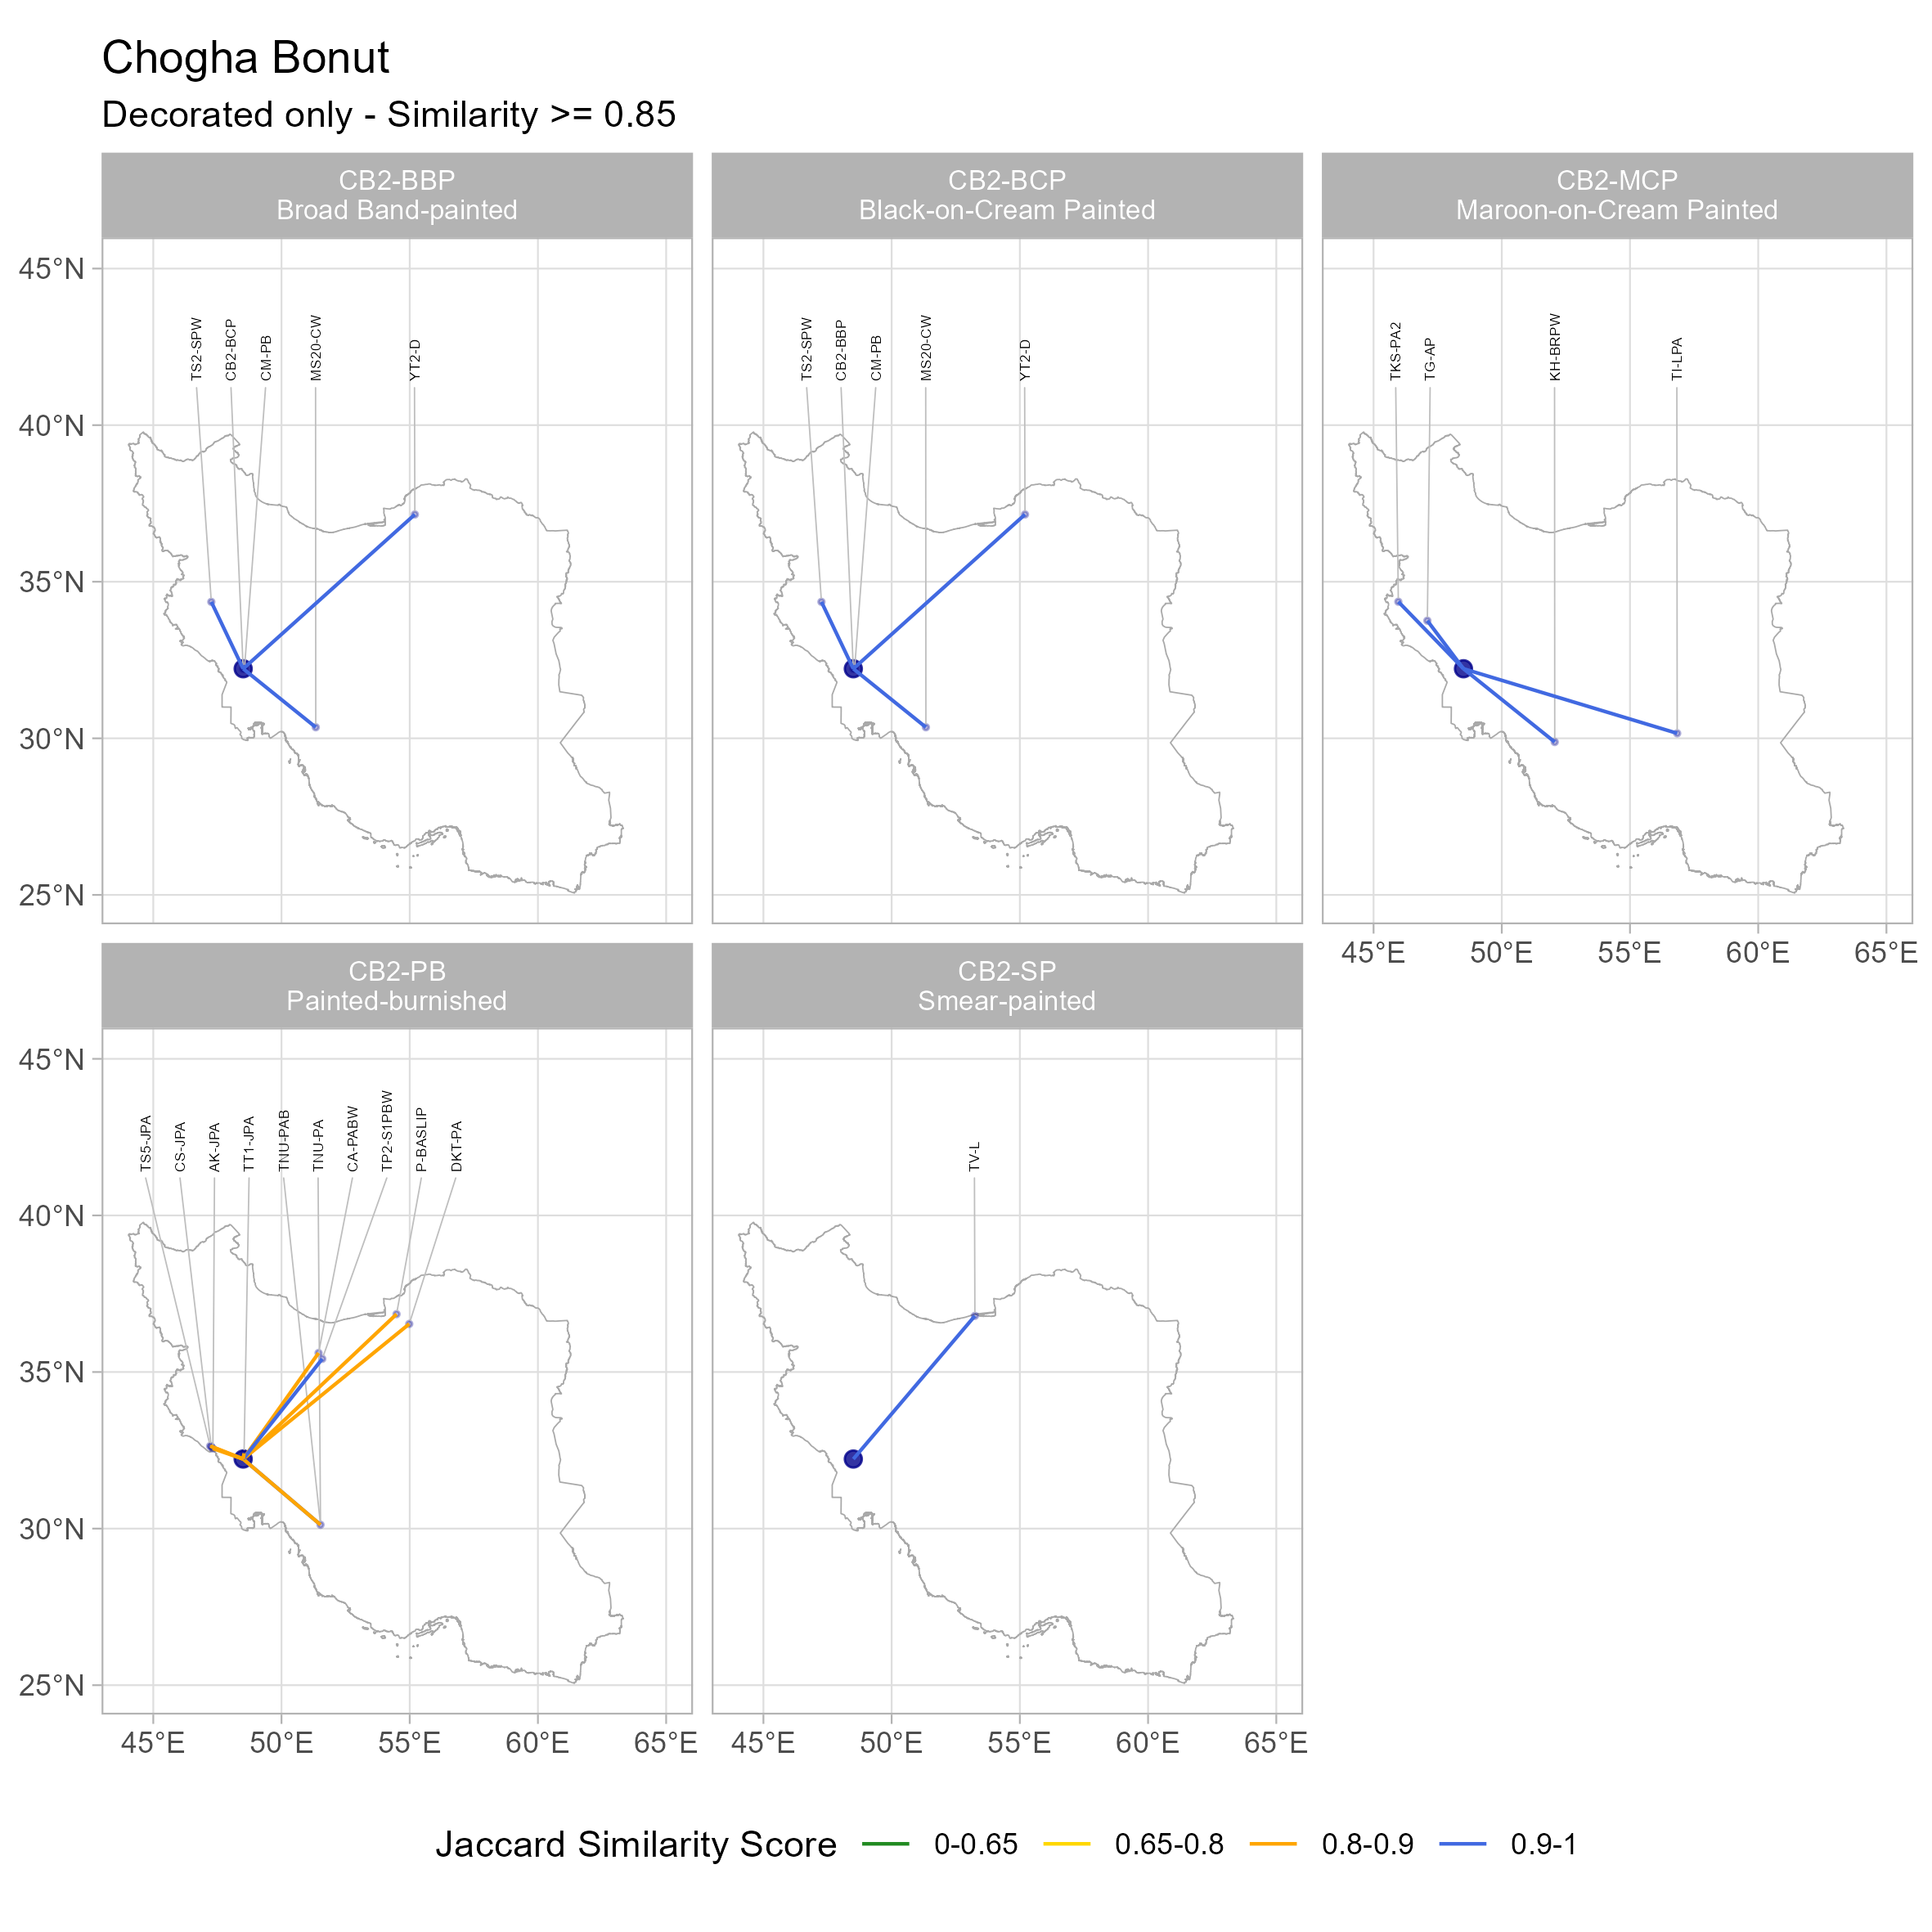 Chogha Bonut
Decorated only - Similarity >= 0.85
CB2-BBP
Broad Band-painted
CB2-BCP
Black-on-Cream Painted
CB2-MCP
Maroon-on-Cream Painted
45°N
40°N
35°N
30°N
25°N
TS2-SPW
CB2-BCP
CM-PB
MS20-CW
YT2-D
TS2-SPW
CB2-BBP
CM-PB
MS20-CW
YT2-D
TKS-PA2
TG-AP
KH-BRPW
TI-LPA
45°E 50°E 55°E 60°E 65°E
CB2-PB
Painted-burnished
CB2-SP
Smear-painted
45°N
40°N
35°N
30°N
25°N
TS5-JPA
CS-JPA
AK-JPA
TT1-JPA
TNU-PAB
TNU-PA
CA-PABW
TP2-S1PBW
P-BASLIP
DKT-PA
TV-L
45°E 50°E 55°E 60°E 65°E
45°E 50°E 55°E 60°E 65°E
Jaccard Similarity Score 0-0.65 0.65-0.8 0.8-0.9 0.9-1